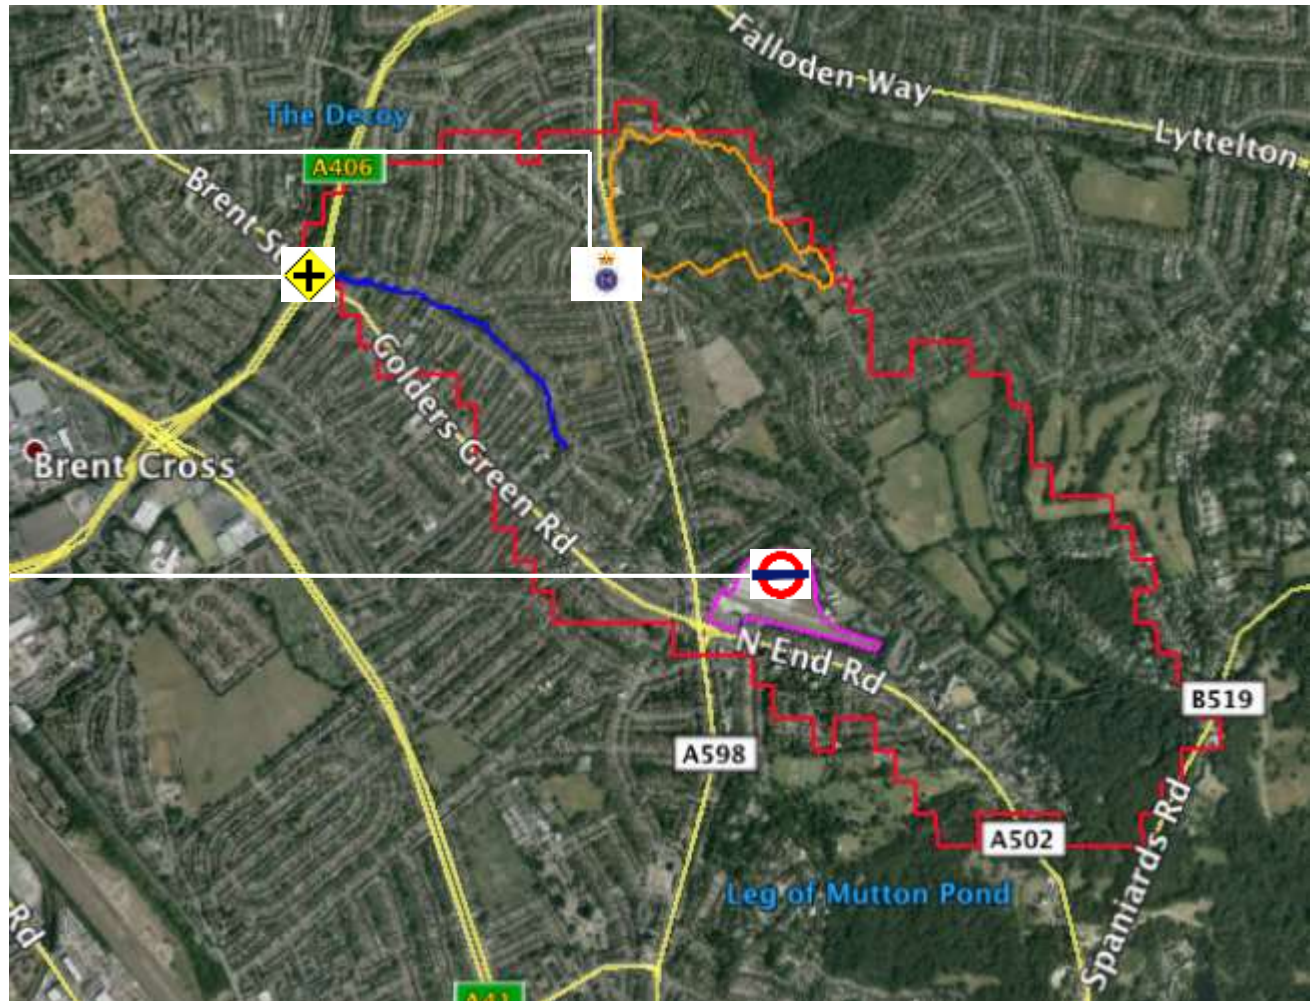 Falloden Way
Lyttelton
The Decoy
A406
Brent St
Golders Green Rd
Brent Cross
N End Rd
B519
A598
A502
Leg of Mutton Pond
Spaniards Rd
Rd
A41